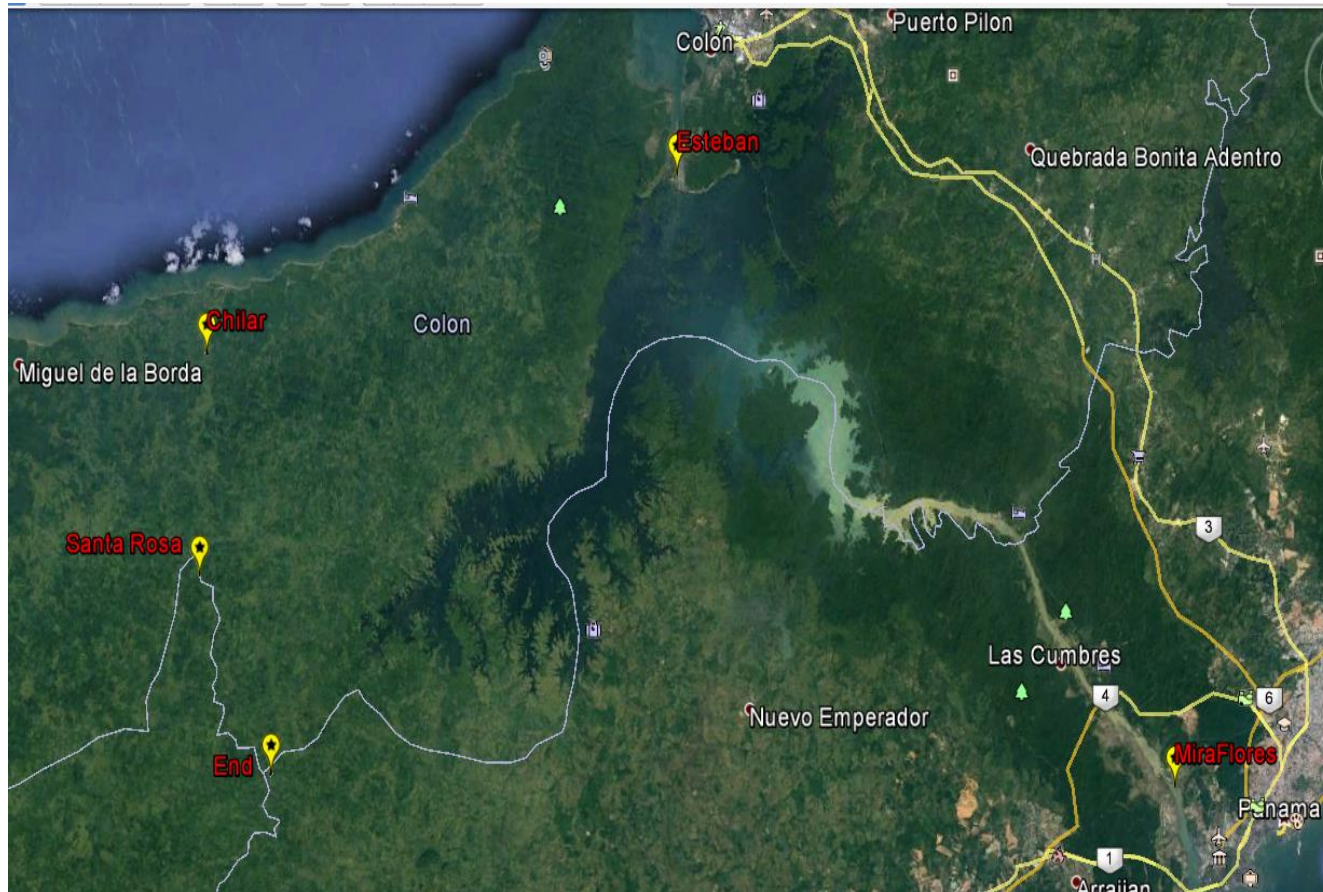 Puerto Pilon
Colon
Esteban
Quebrada Bonita Adentro
Chilar
Colon
Miguel de la Borda
3
Santa Rosa
Las Cumbres
4
6
Nuevo Emperador
End
MiraFlores
Panama
1
Arraijan